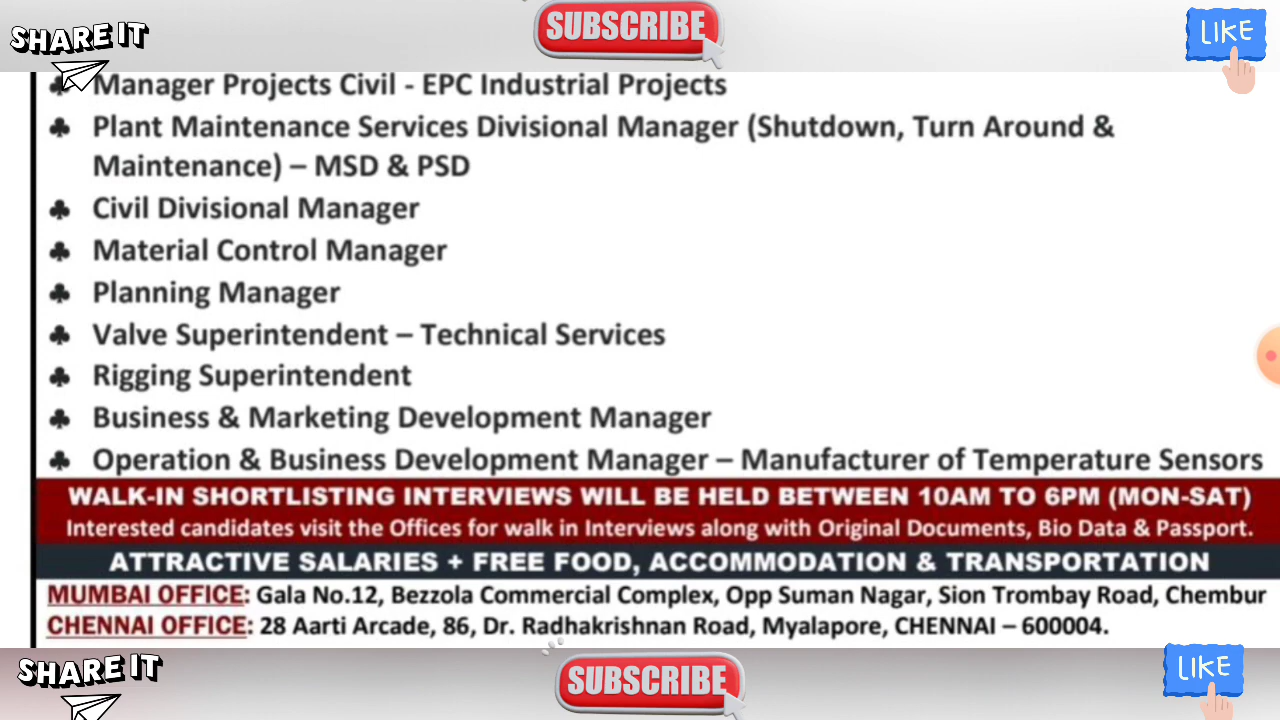 SHARE IT
SUBSCRIBE
LIKE
♣ Manager Projects Civil - EPC Industrial Projects
♣ Plant Maintenance Services Divisional Manager (Shutdown, Turn Around &
Maintenance) – MSD & PSD
♣ Civil Divisional Manager
♣ Material Control Manager
♣ Planning Manager
♣ Valve Superintendent – Technical Services
♣ Rigging Superintendent
♣ Business & Marketing Development Manager
♣ Operation & Business Development Manager – Manufacturer of Temperature Sensors
WALK-IN SHORTLISTING INTERVIEWS WILL BE HELD BETWEEN 10AM TO 6PM (MON-SAT)
Interested candidates visit the Offices for walk in Interviews along with Original Documents, Bio Data & Passport.
ATTRACTIVE SALARIES + FREE FOOD, ACCOMMODATION & TRANSPORTATION
MUMBAI OFFICE: Gala No.12, Bezzola Commercial Complex, Opp Suman Nagar, Sion Trombay Road, Chembur
CHENNAI OFFICE: 28 Aarti Arcade, 86, Dr. Radhakrishnan Road, Myalapore, CHENNAI – 600004.
SHARE IT
SUBSCRIBE
LIKE